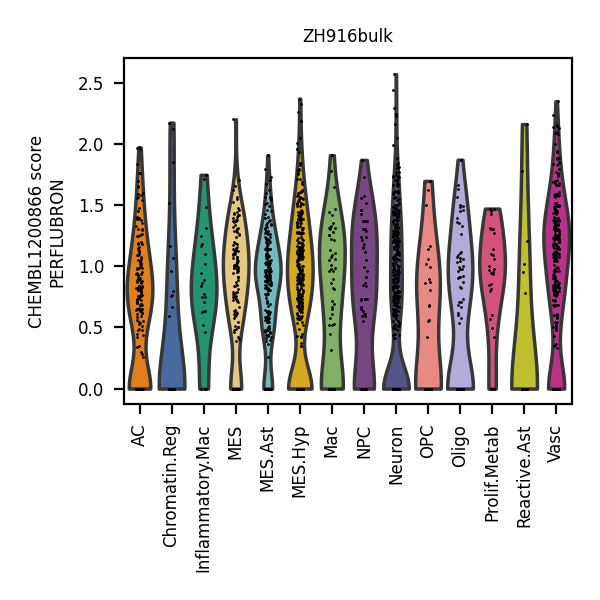 ZH916bulk
CHEMBL1200866 score
PERFLUBRON
2.5
2.0
1.5
1.0
0.5
0.0
AC
Chromatin.Reg
Inflammatory.Mac
MES
MES.Ast
MES.Hyp
Mac
NPC
Neuron
OPC
Oligo
Prolif.Metab
Reactive.Ast
Vasc